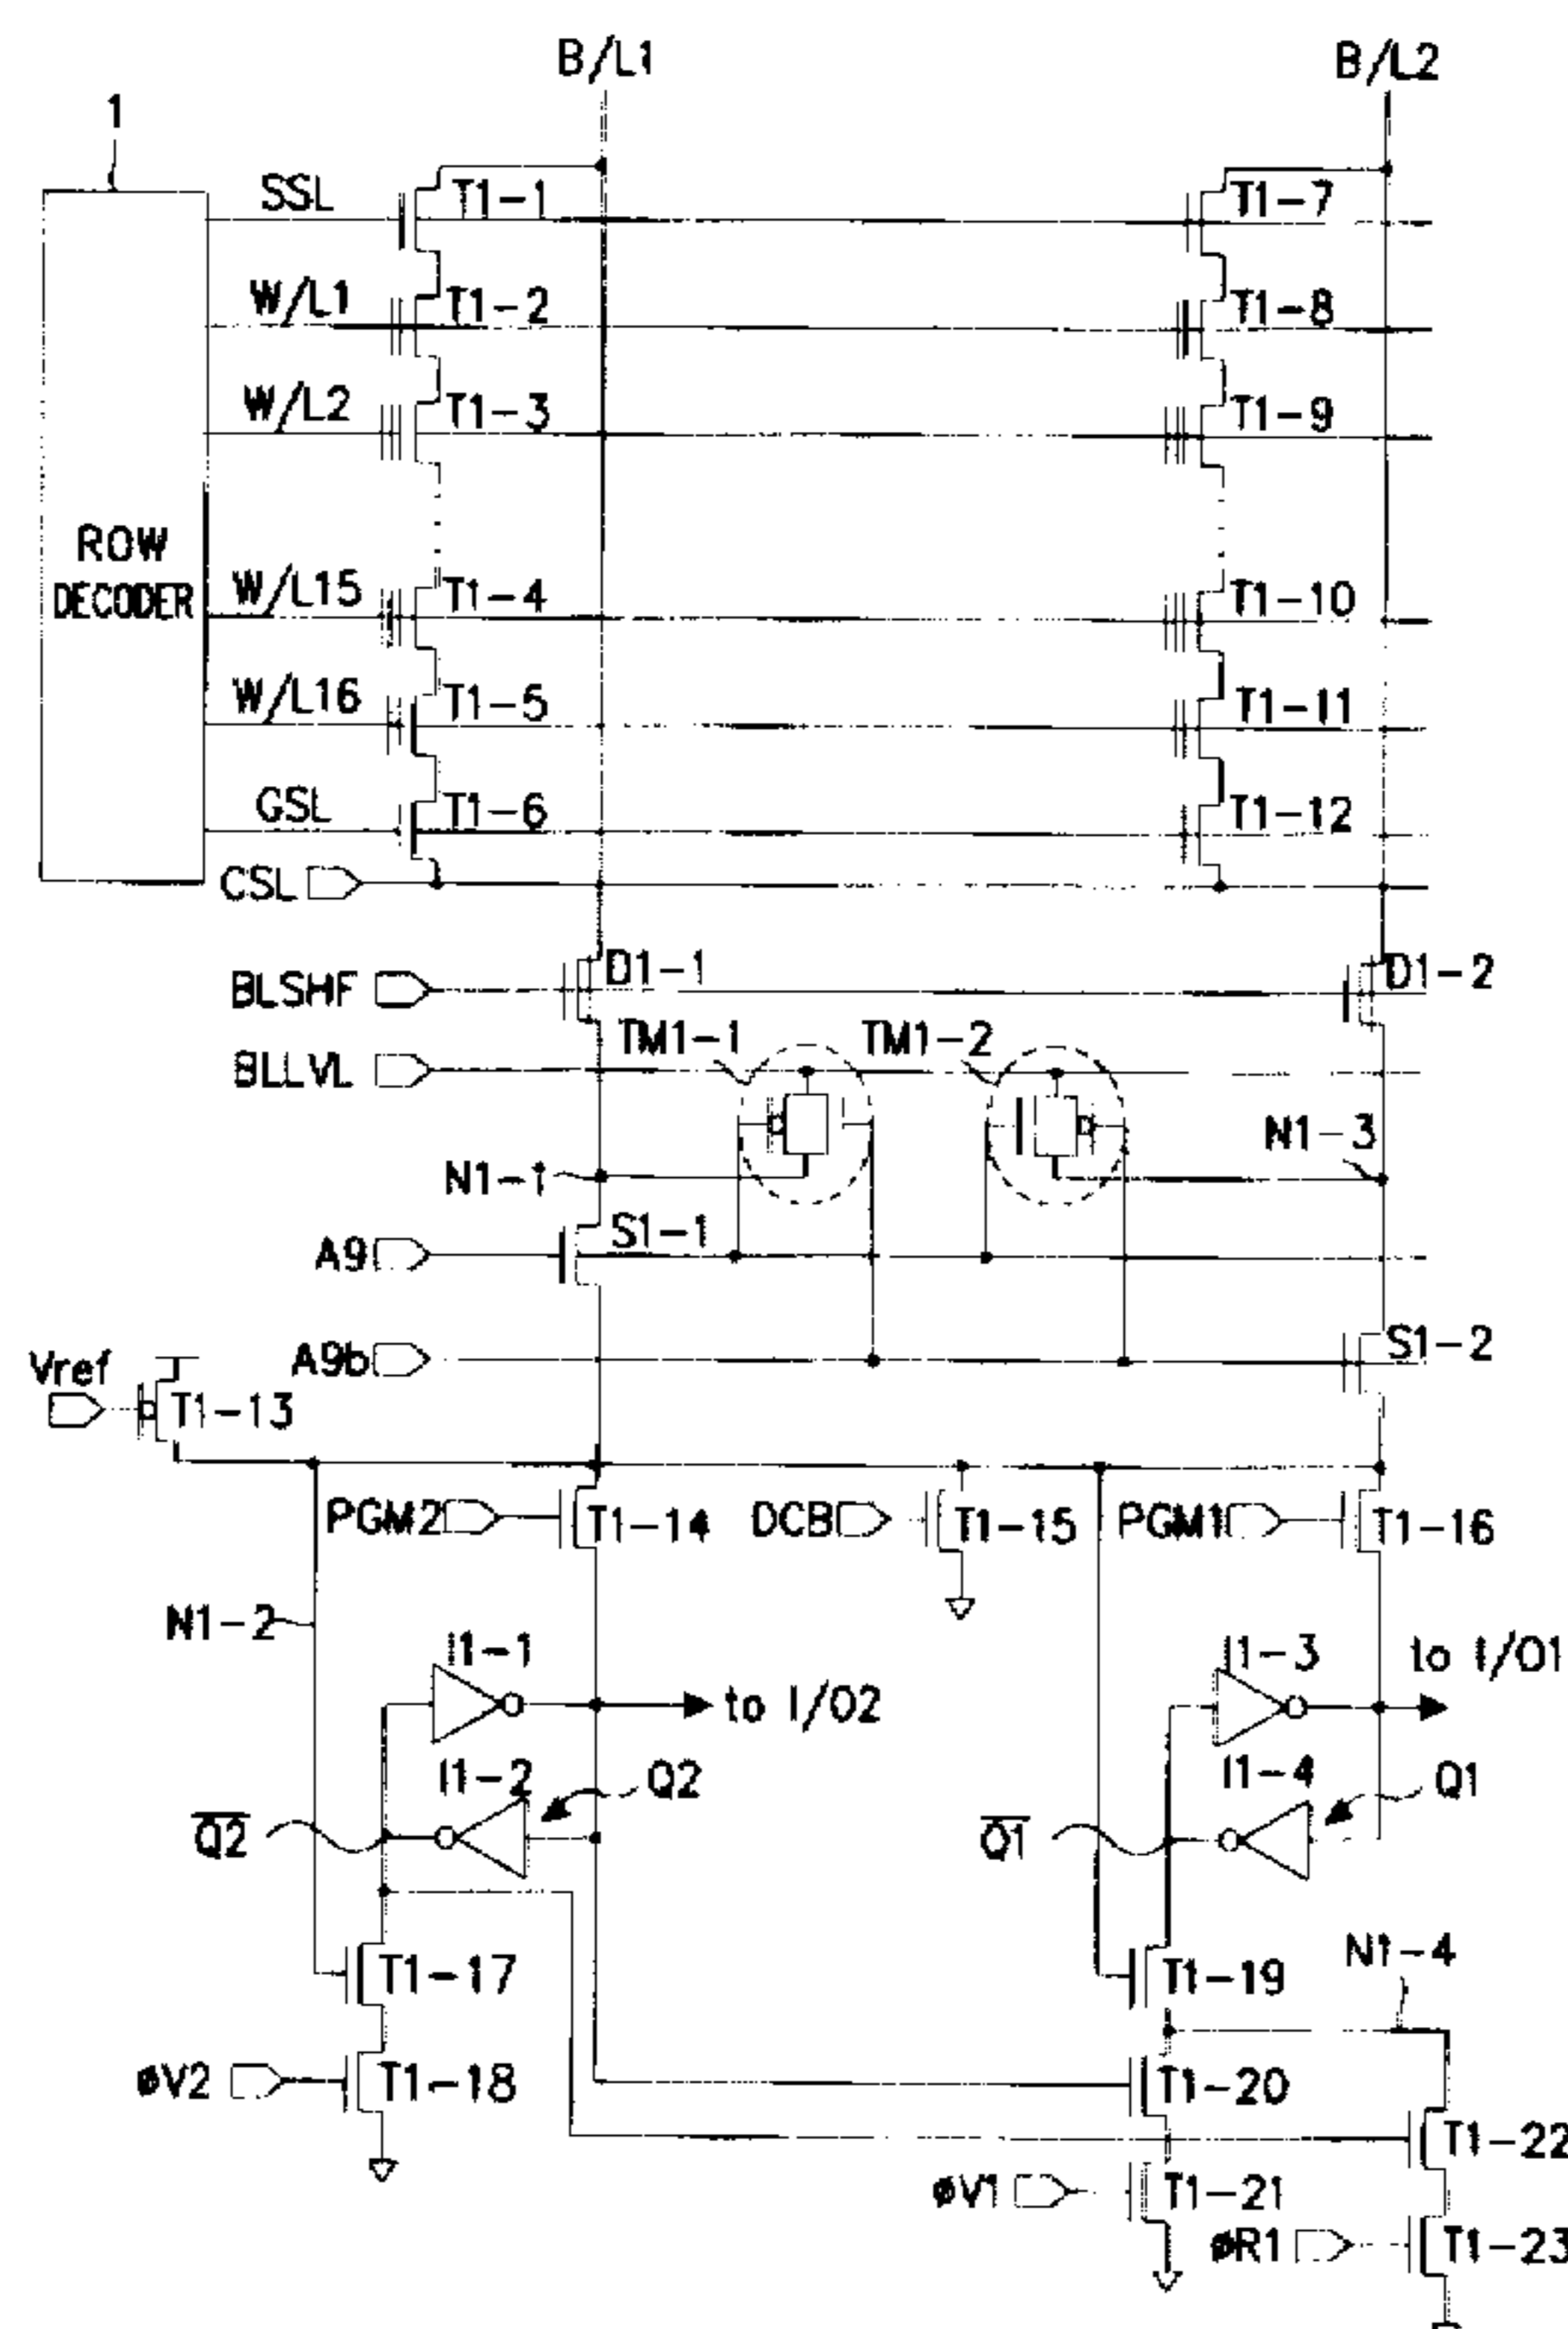 B/L1 B/L2
1
SSL T1-1 T1-7
W/L1 T1-2 T1-8
W/L2 T1-3 T1-9
ROW
DECODER
W/L15 T1-4 T1-10
W/L16 T1-5 T1-11
GSL T1-6 T1-12
CSL
BLSHF D1-1 D1-2
TM1-1 TM1-2
BLLVL
N1-1 N1-3
A9 S1-1
A9b S1-2
Vref
T1-13
PGM2 T1-14 DCB T1-15 PGM1 T1-16
N1-2
I1-1 I1-3 to I/O1
to I/O2
I1-2 Q2 I1-4 Q1
Q2̅ Q1̅
T1-17 T1-19 N1-4
øV2 T1-18 T1-20
T1-22
øV1 T1-21
øR1 T1-23